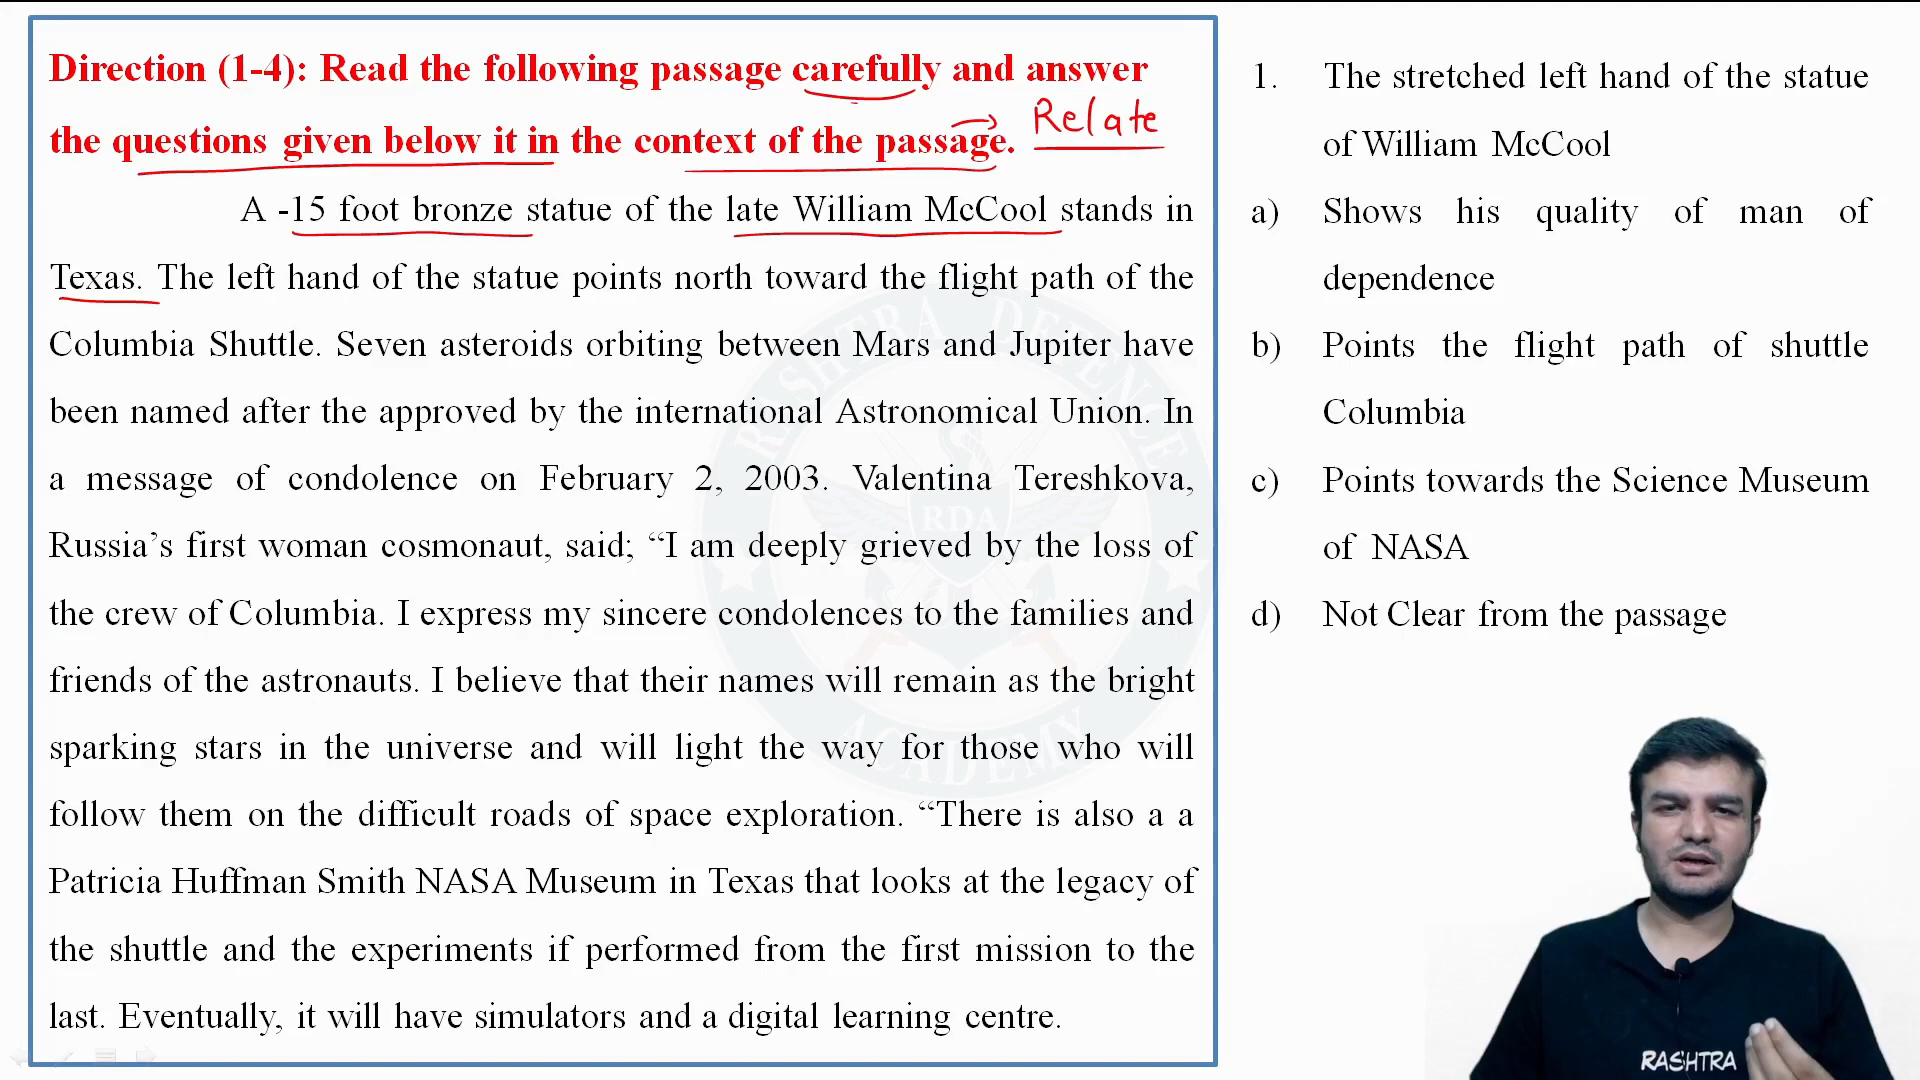 Direction (1-4): Read the following passage carefully and answer
the questions given below it in the context of the passage.
Relate
A -15 foot bronze statue of the late William McCool stands in
Texas. The left hand of the statue points north toward the flight path of the
Columbia Shuttle. Seven asteroids orbiting between Mars and Jupiter have
been named after the approved by the international Astronomical Union. In
a message of condolence on February 2, 2003. Valentina Tereshkova,
Russia’s first woman cosmonaut, said; “I am deeply grieved by the loss of
the crew of Columbia. I express my sincere condolences to the families and
friends of the astronauts. I believe that their names will remain as the bright
sparking stars in the universe and will light the way for those who will
follow them on the difficult roads of space exploration. “There is also a a
Patricia Huffman Smith NASA Museum in Texas that looks at the legacy of
the shuttle and the experiments if performed from the first mission to the
last. Eventually, it will have simulators and a digital learning centre.
RASHTRA DEFENCE
RDA
ACADEMY
1. The stretched left hand of the statue
of William McCool
a) Shows his quality of man of
dependence
b) Points the flight path of shuttle
Columbia
c) Points towards the Science Museum
of NASA
d) Not Clear from the passage
RASHTRA